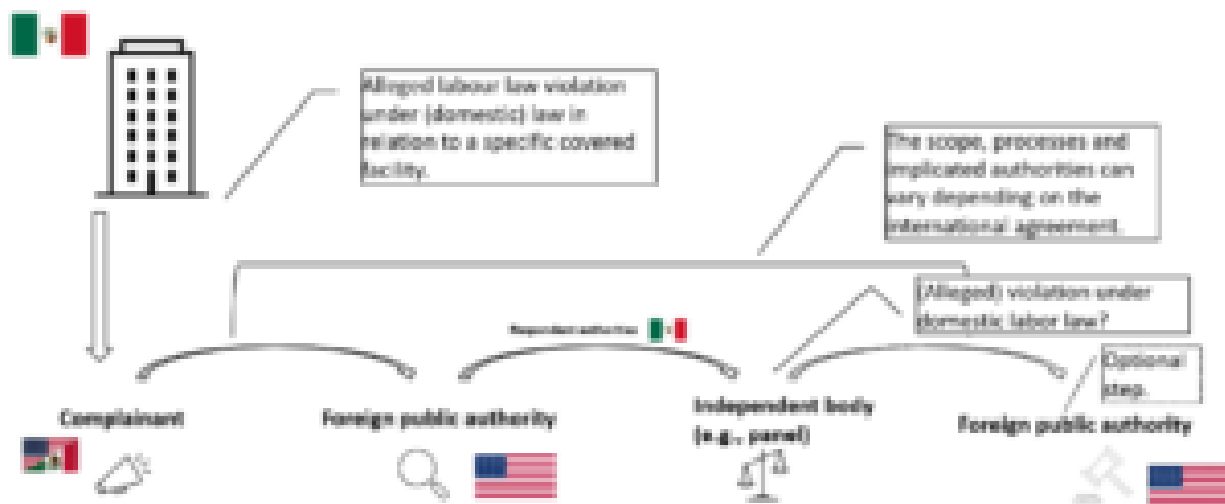 Alleged labour law violation
under (domestic) law in
relation to a specific covered
facility.
The scope, processes and
implicated authorities can
vary depending on the
international agreement.
(Alleged) violation under
domestic labor law?
Respondent authorities
Optional
step.
Complainant
Foreign public authority
Independent body
(e.g., panel)
Foreign public authority